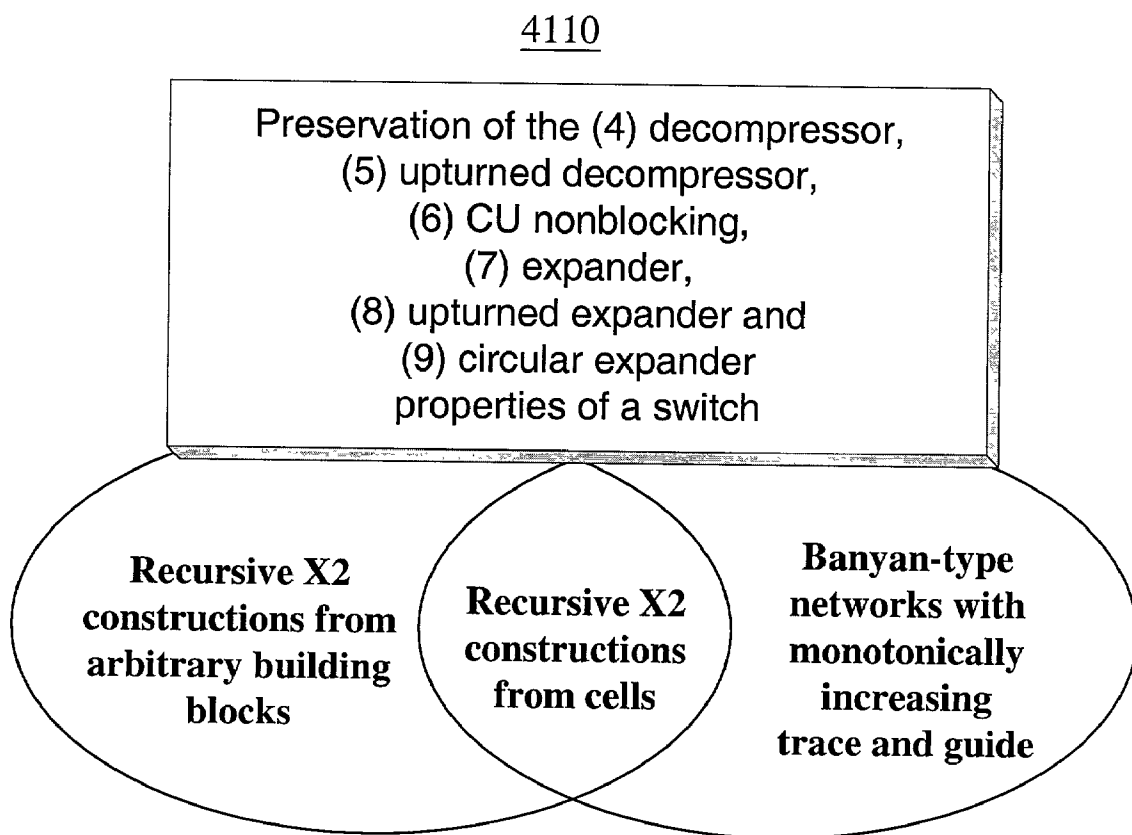 4110
Preservation of the (4) decompressor,
(5) upturned decompressor,
(6) CU nonblocking,
(7) expander,
(8) upturned expander and
(9) circular expander
properties of a switch
Recursive X2
constructions from
arbitrary building
blocks
Recursive X2
constructions
from cells
Banyan-type
networks with
monotonically
increasing
trace and guide